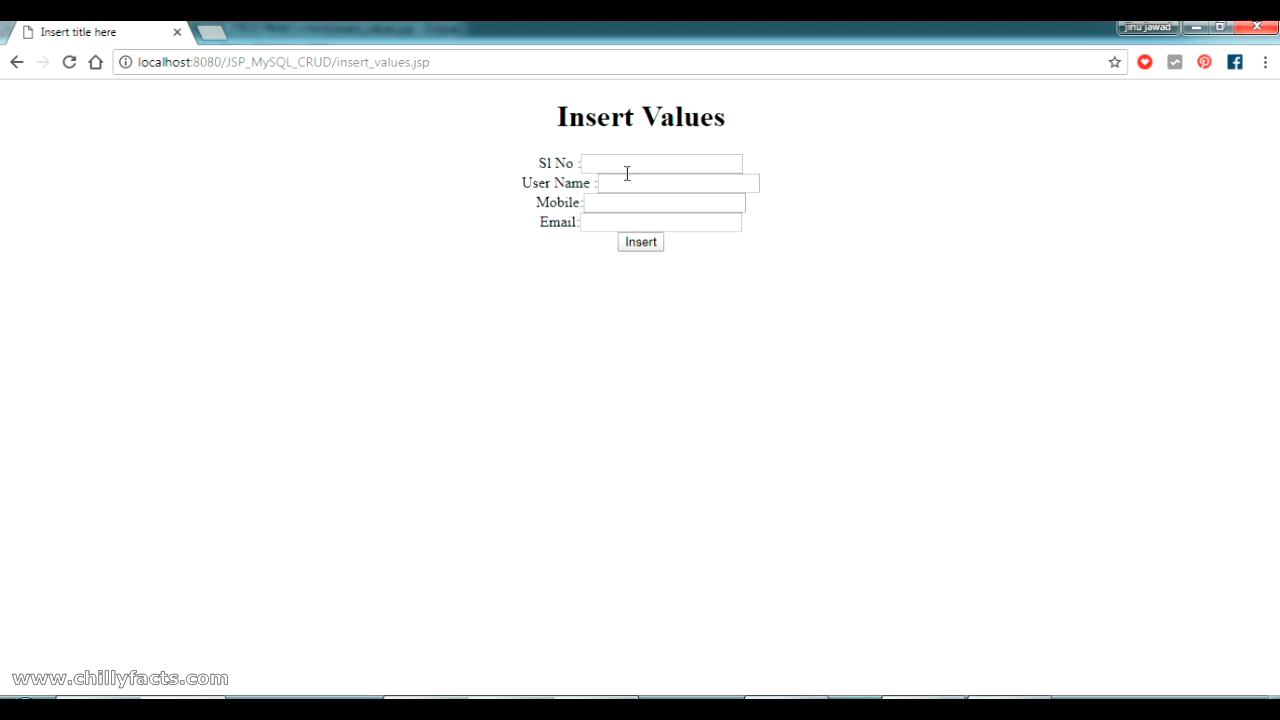 Insert title here
jinu jawad
localhost:8080/JSP_MySQL_CRUD/insert_values.jsp
Insert Values
Sl No :
User Name :
Mobile:
Email:
Insert
www.chillyfacts.com